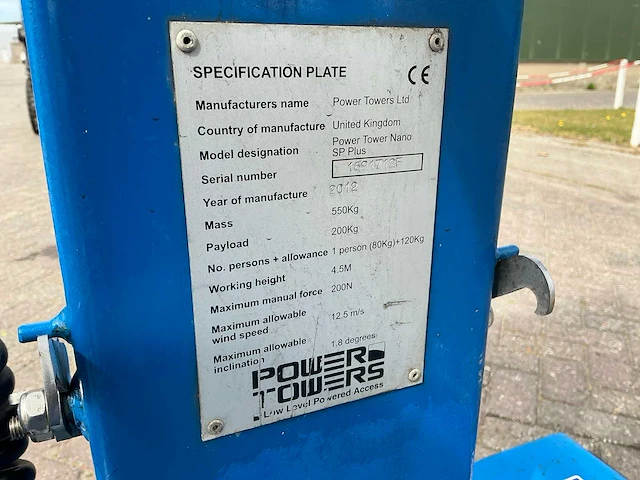 SPECIFICATION PLATE CE
Manufacturers name Power Towers Ltd
Country of manufacture United Kingdom
Model designation Power Tower Nano
SP Plus
Serial number
Year of manufacture 2012
Mass 550Kg
Payload 200Kg
No. persons + allowance 1 person (80Kg)+120Kg
Working height 4.5M
Maximum manual force 200N
Maximum allowable
wind speed 12.5 m/s
Maximum allowable
inclination 1.8 degrees
POWER
TOWERS
Low Level Powered Access